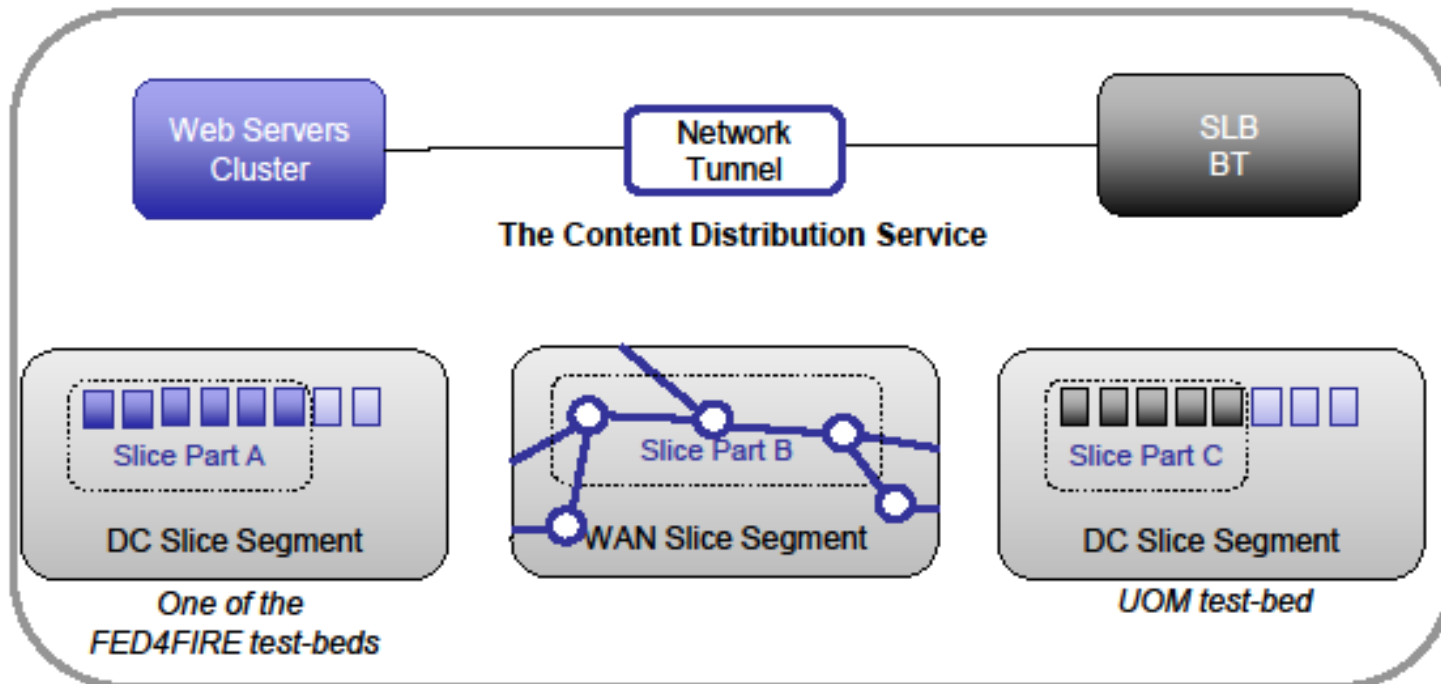 Web Servers
Cluster
Network
Tunnel
SLB
BT
The Content Distribution Service
Slice Part A
DC Slice Segment
One of the
FED4FIRE test-beds
Slice Part B
WAN Slice Segment
Slice Part C
DC Slice Segment
UOM test-bed